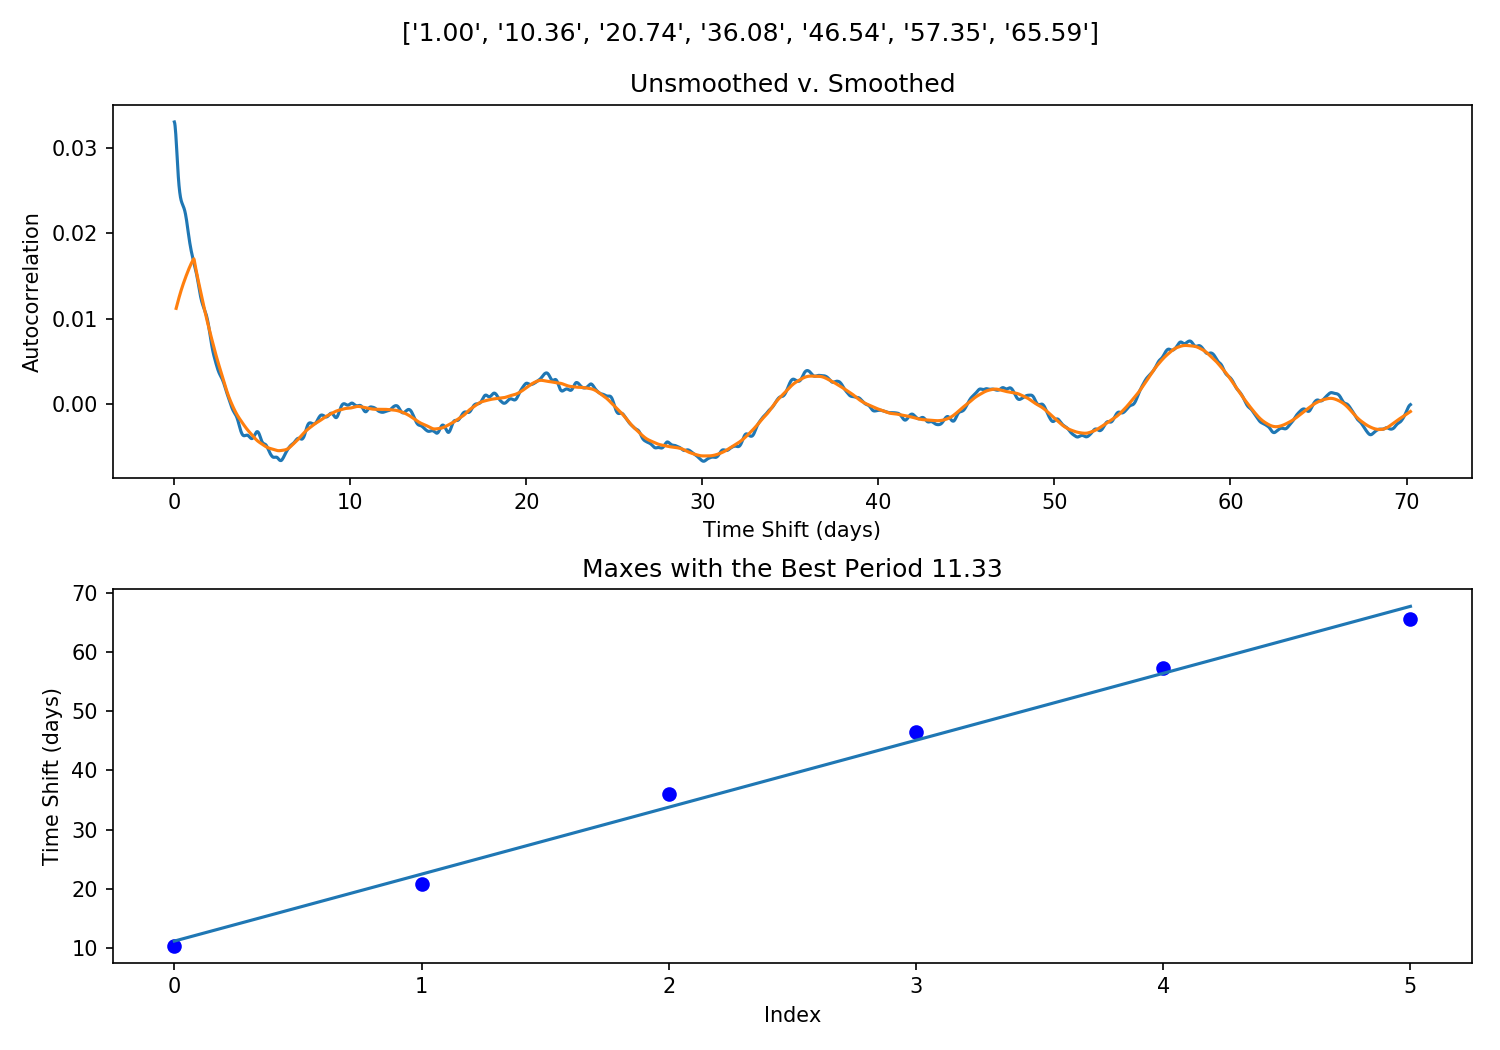 ['1.00', '10.36', '20.74', '36.08', '46.54', '57.35', '65.59']
Unsmoothed v. Smoothed
0.03
0.02
0.01
0.00
Autocorrelation
0 10 20 30 40 50 60 70
Time Shift (days)
Maxes with the Best Period 11.33
70
60
50
40
30
20
10
Time Shift (days)
0 1 2 3 4 5
Index